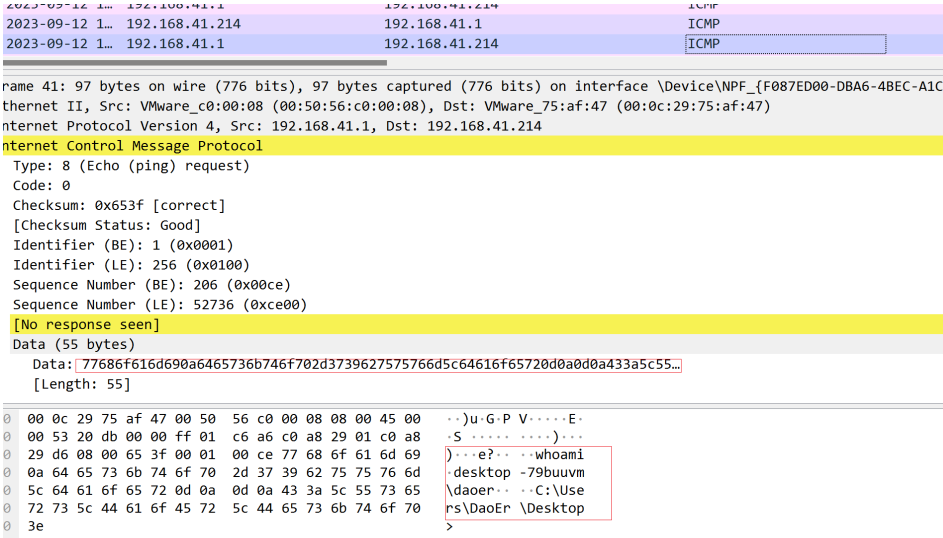 2023-09-12 1… 192.168.41.1 192.168.41.214 ICMP
2023-09-12 1… 192.168.41.214 192.168.41.1 ICMP
2023-09-12 1… 192.168.41.1 192.168.41.214 ICMP
rame 41: 97 bytes on wire (776 bits), 97 bytes captured (776 bits) on interface \Device\NPF_{F087ED00-DBA6-4BEC-A1C
thernet II, Src: VMware_c0:00:08 (00:50:56:c0:00:08), Dst: VMware_75:af:47 (00:0c:29:75:af:47)
nternet Protocol Version 4, Src: 192.168.41.1, Dst: 192.168.41.214
nternet Control Message Protocol
Type: 8 (Echo (ping) request)
Code: 0
Checksum: 0x653f [correct]
[Checksum Status: Good]
Identifier (BE): 1 (0x0001)
Identifier (LE): 256 (0x0100)
Sequence Number (BE): 206 (0x00ce)
Sequence Number (LE): 52736 (0xce00)
[No response seen]
Data (55 bytes)
Data: 77686f616d690a6465736b746f702d3739627575766d5c64616f65720d0a0d0a433a5c55…
[Length: 55]
0 00 0c 29 75 af 47 00 50 56 c0 00 08 08 00 45 00 ··)u·G·P V·····E·
0 00 53 20 db 00 00 ff 01 c6 a6 c0 a8 29 01 c0 a8 ·S ····· ····)···
0 29 d6 08 00 65 3f 00 01 00 ce 77 68 6f 61 6d 69 )···e?·· ··whoami
0 0a 64 65 73 6b 74 6f 70 2d 37 39 62 75 75 76 6d ·desktop -79buuvm
0 5c 64 61 6f 65 72 0d 0a 0d 0a 43 3a 5c 55 73 65 \daoer·· ··C:\Use
0 72 73 5c 44 61 6f 45 72 5c 44 65 73 6b 74 6f 70 rs\DaoEr \Desktop
0 3e >